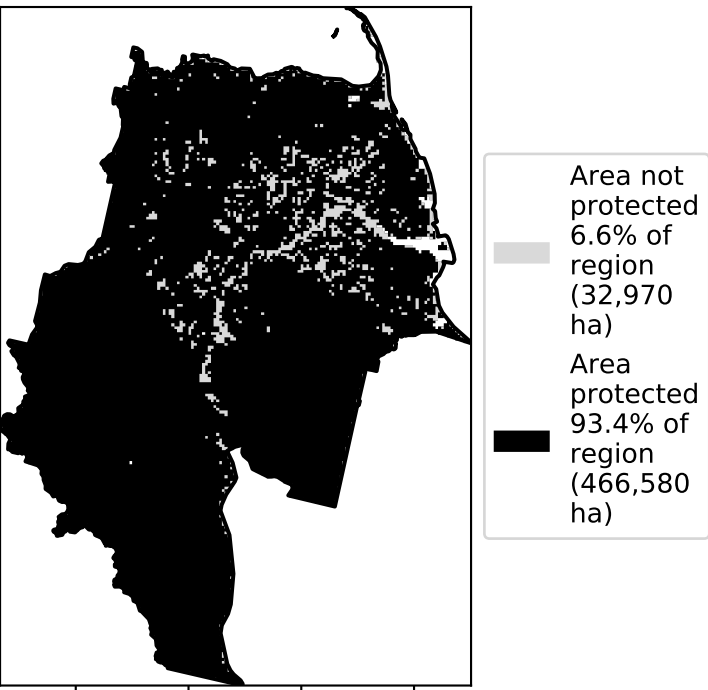 Area not
protected
6.6% of
region
(32,970
ha)
Area
protected
93.4% of
region
(466,580
ha)